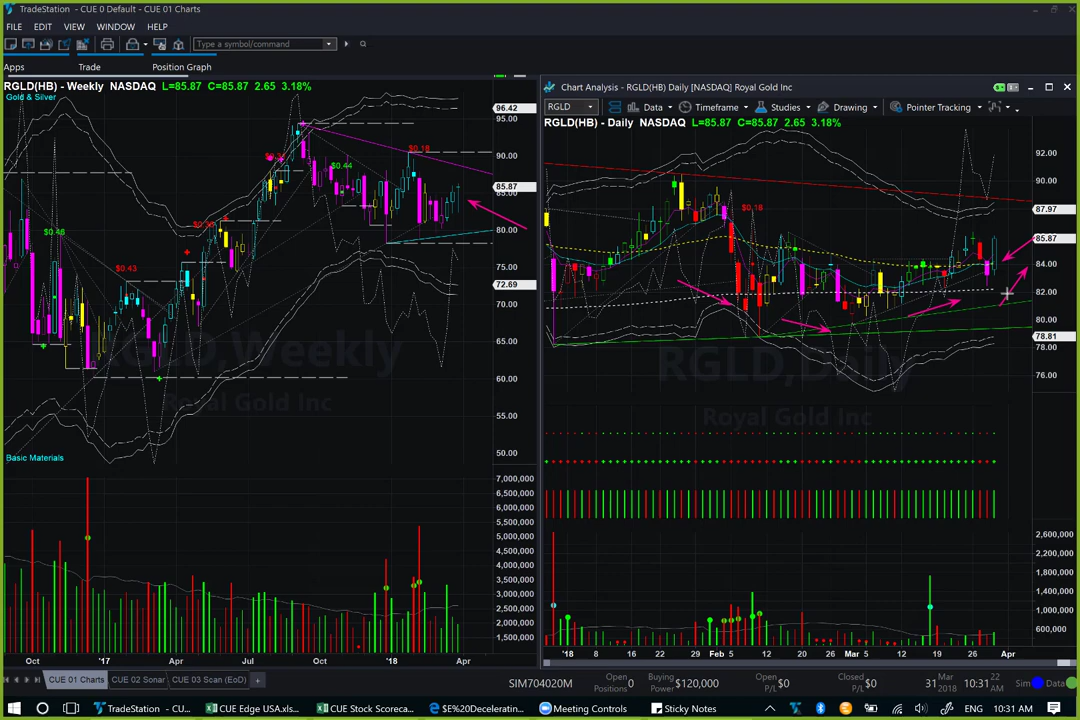 TradeStation - CUE 0 Default - CUE 01 Charts
FILE EDIT VIEW WINDOW HELP
Type a symbol/command
Apps Trade Position Graph
RGLD(HB) - Weekly NASDAQ L=85.87 C=85.87 2.65 3.18%
Gold & Silver
96.42
95.00
90.00
85.87
80.00
75.00
72.69
70.00
65.00
60.00
55.00
50.00
$0.46
$0.43
$0.44
$0.18
RGLD,Weekly
Royal Gold Inc
Basic Materials
7,000,000
6,500,000
6,000,000
5,500,000
5,000,000
4,500,000
4,000,000
3,500,000
3,000,000
2,500,000
2,000,000
1,500,000
Oct '17 Apr Jul Oct '18 Apr
Chart Analysis - RGLD(HB) Daily [NASDAQ] Royal Gold Inc
RGLD Data Timeframe Studies Drawing Pointer Tracking
RGLD(HB) - Daily NASDAQ L=85.87 C=85.87 2.65 3.18%
92.00
90.00
87.97
85.87
84.00
82.00
80.00
78.81
78.00
76.00
$0.18
RGLD,Daily
Royal Gold Inc
2,600,000
2,200,000
1,800,000
1,400,000
1,000,000
600,000
'18 8 16 22 29 Feb 5 12 20 26 Mar 5 12 19 26 Apr
CUE 01 Charts CUE 02 Sonar CUE 03 Scan (EoD) +
SIM704020M Open Positions 0 Buying Power $120,000 Open P/L $0 Closed P/L $0 31 Mar 2018 10:31 22 AM Sim Data
TradeStation - CU... CUE Edge USA.xls... CUE Stock Scoreca... $E%20Deceleratin... Meeting Controls Sticky Notes 10:31 AM